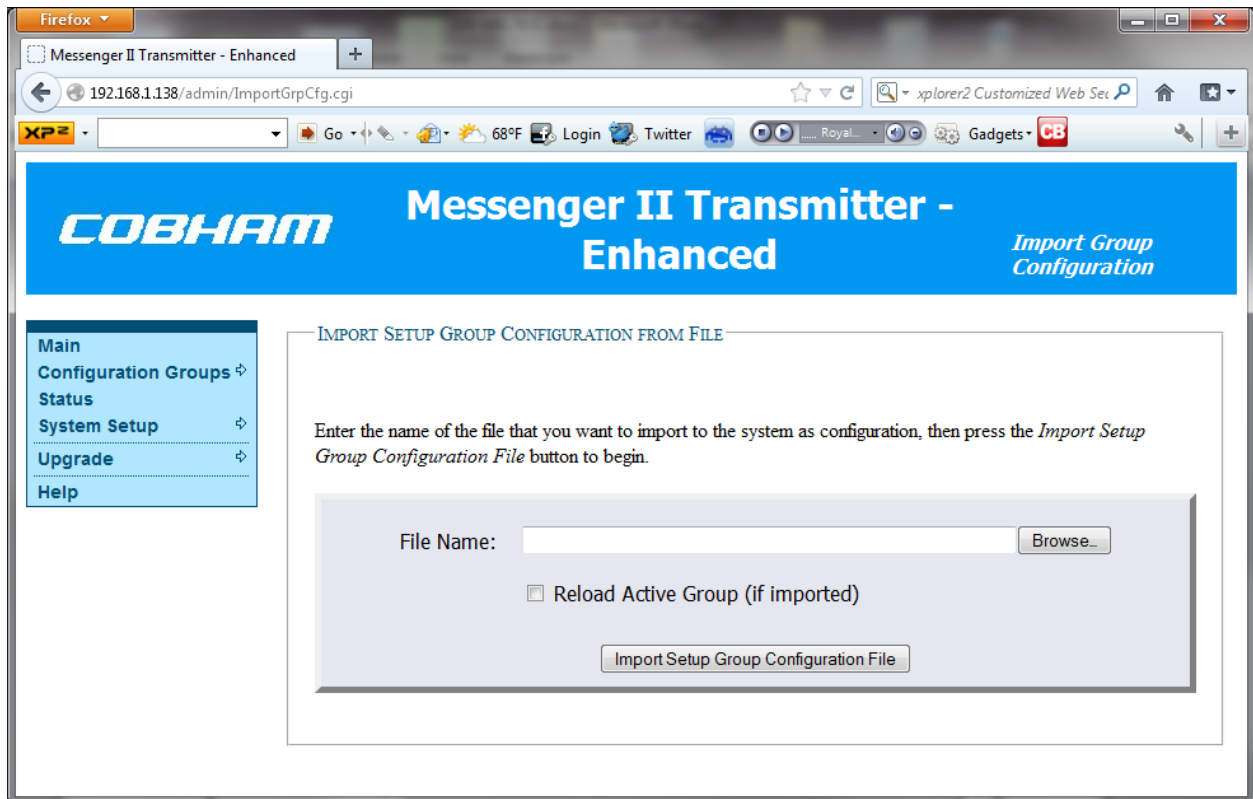 Firefox
Messenger II Transmitter - Enhanced
192.168.1.138/admin/ImportGrpCfg.cgi
xplorer2 Customized Web Sec
XP2
Go
68°F
Login
Twitter
Royal...
Gadgets
CB
COBHAM
Messenger II Transmitter -
Enhanced
Import Group
Configuration
Main
Configuration Groups
Status
System Setup
Upgrade
Help
IMPORT SETUP GROUP CONFIGURATION FROM FILE
Enter the name of the file that you want to import to the system as configuration, then press the Import Setup
Group Configuration File button to begin.
File Name:
Browse...
Reload Active Group (if imported)
Import Setup Group Configuration File